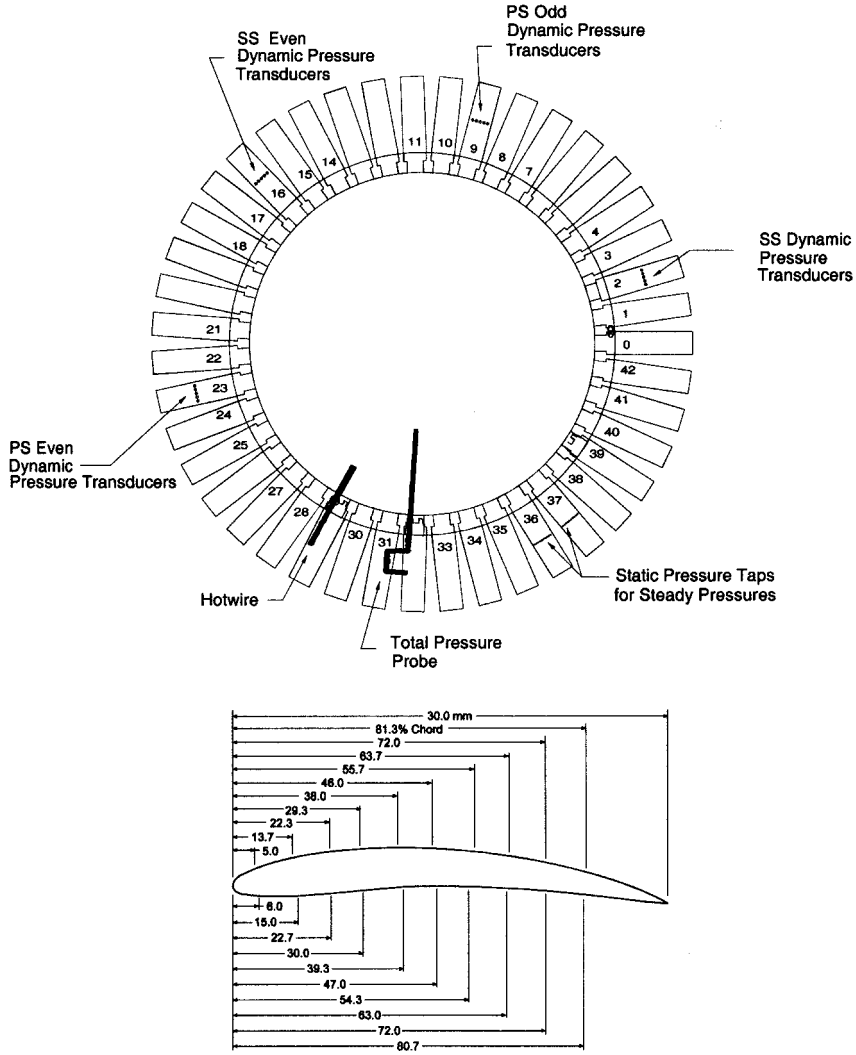 PS Odd
Dynamic Pressure
Transducers
SS Even
Dynamic Pressure
Transducers
SS Dynamic
Pressure
Transducers
PS Even
Dynamic
Pressure Transducers
Hotwire
Total Pressure
Probe
Static Pressure Taps
for Steady Pressures
11
10
9
8
7
4
3
2
1
0
42
41
40
39
38
37
36
35
34
33
31
30
28
27
25
24
23
22
21
18
17
16
15
14
30.0 mm
81.3% Chord
72.0
63.7
55.7
46.0
38.0
29.3
22.3
13.7
5.0
6.0
15.0
22.7
30.0
39.3
47.0
54.3
63.0
72.0
80.7